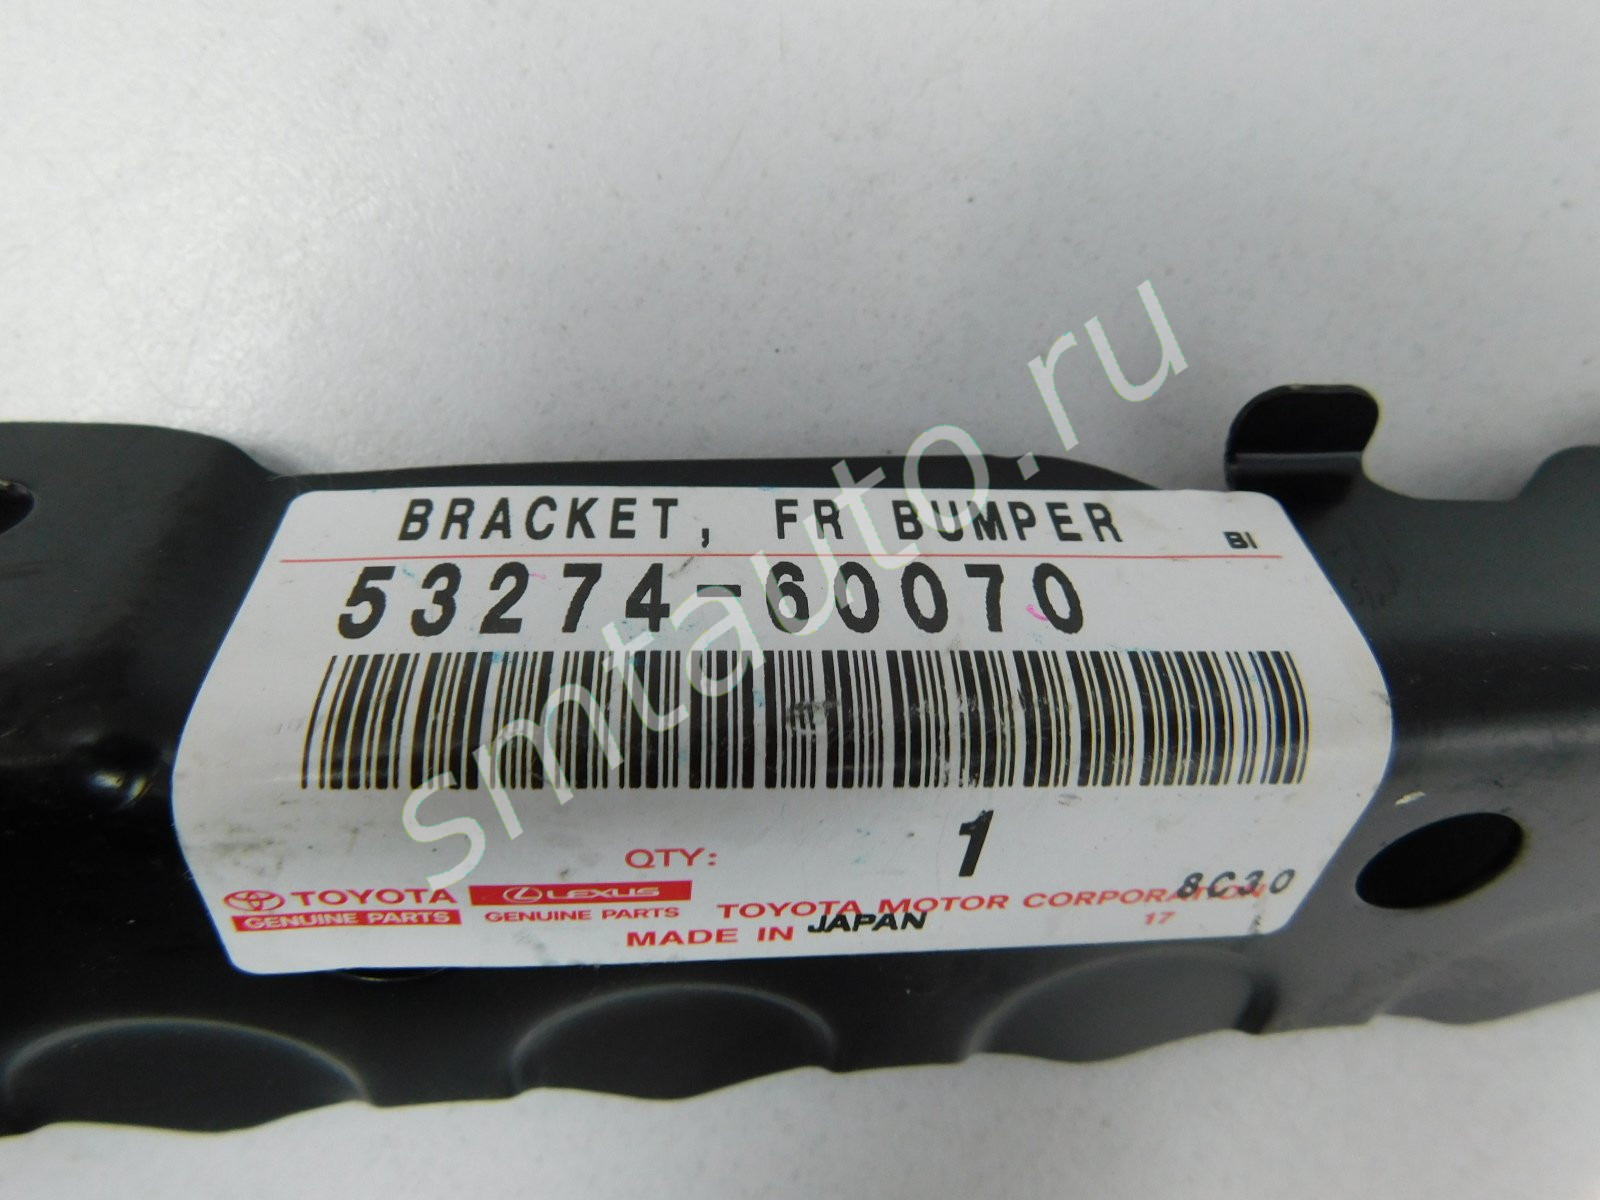 BRACKET, FR BUMPER BI
53274-60070
QTY: 1
TOYOTA LEXUS 8C30
GENUINE PARTS GENUINE PARTS TOYOTA MOTOR CORPORATION
MADE IN JAPAN 17
smtauto.ru